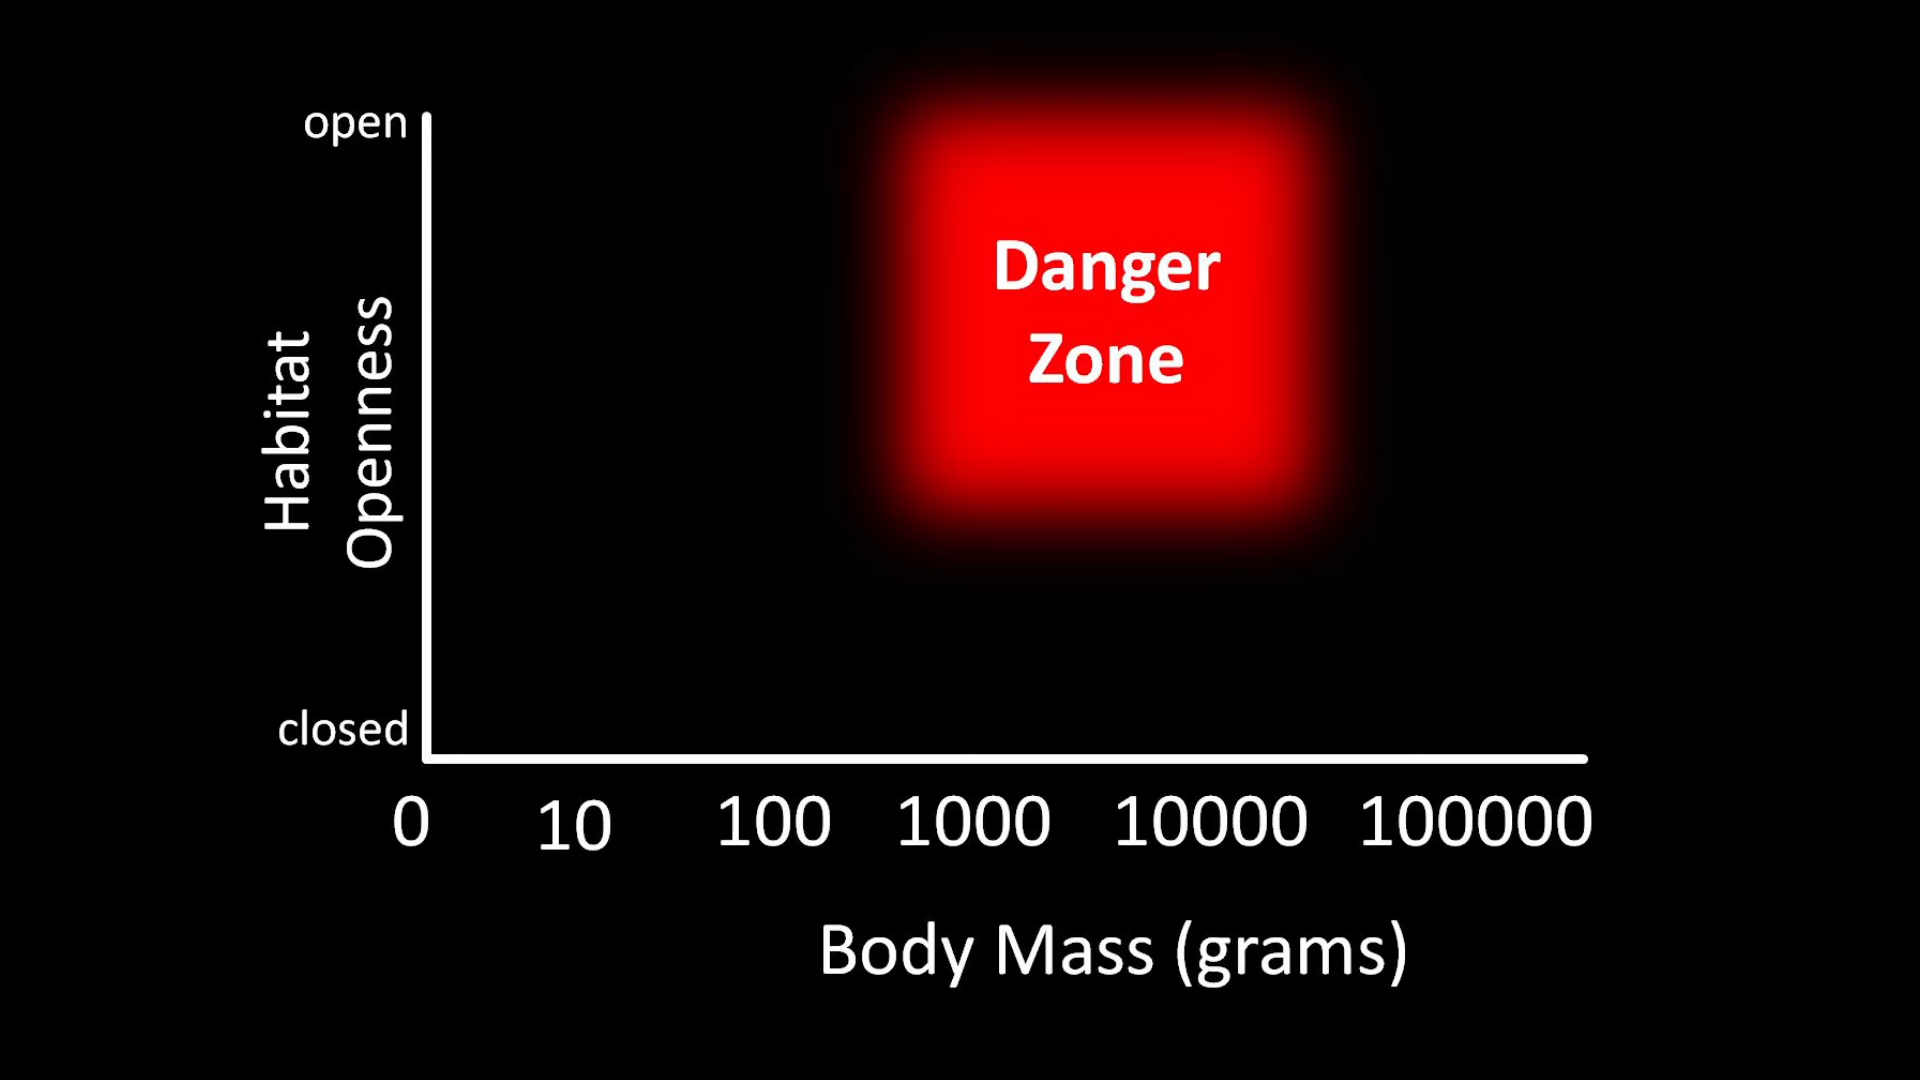 open
Habitat
Openness
closed
Danger
Zone
0 10 100 1000 10000 100000
Body Mass (grams)